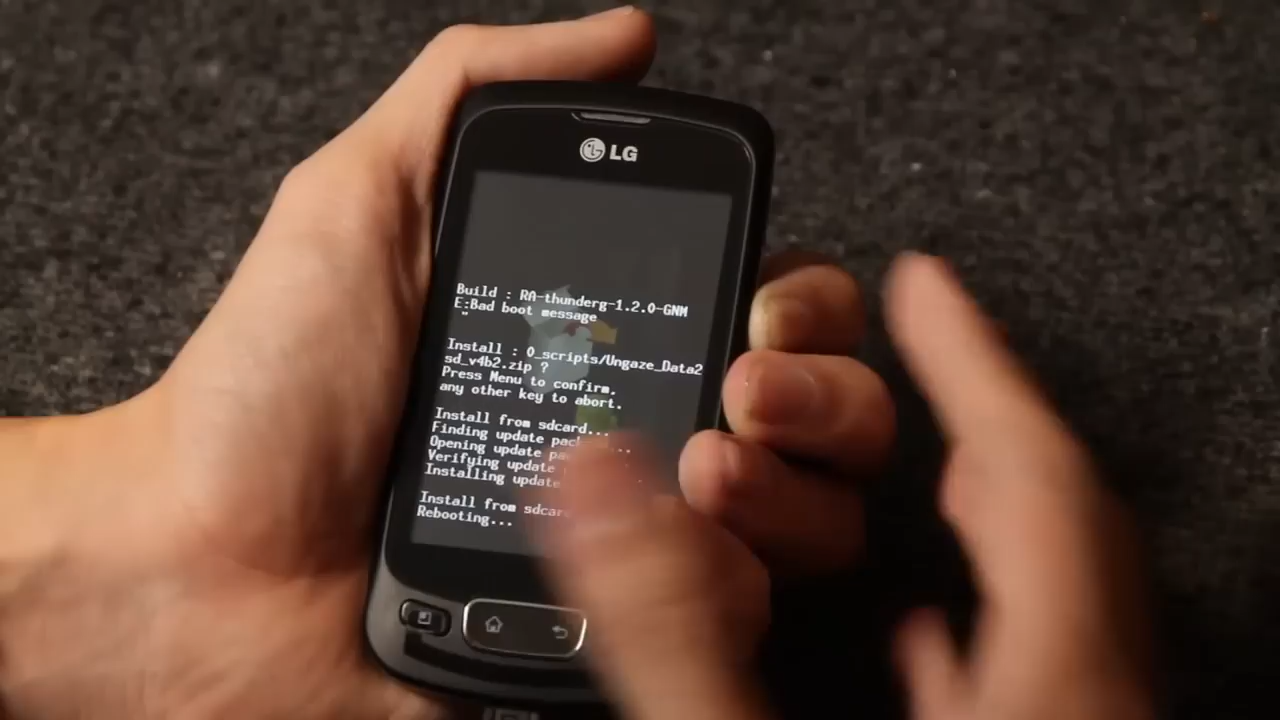 LG
Build : RA-thunderg-1.2.0-GNM
E:Bad boot message
"
Install : 0_scripts/Ungaze_Data2
sd_v4b2.zip ?
Press Menu to confirm.
any other key to abort.
Install from sdcard...
Finding update
Opening update
Verifying update
Installing update
Install from
Rebooting...